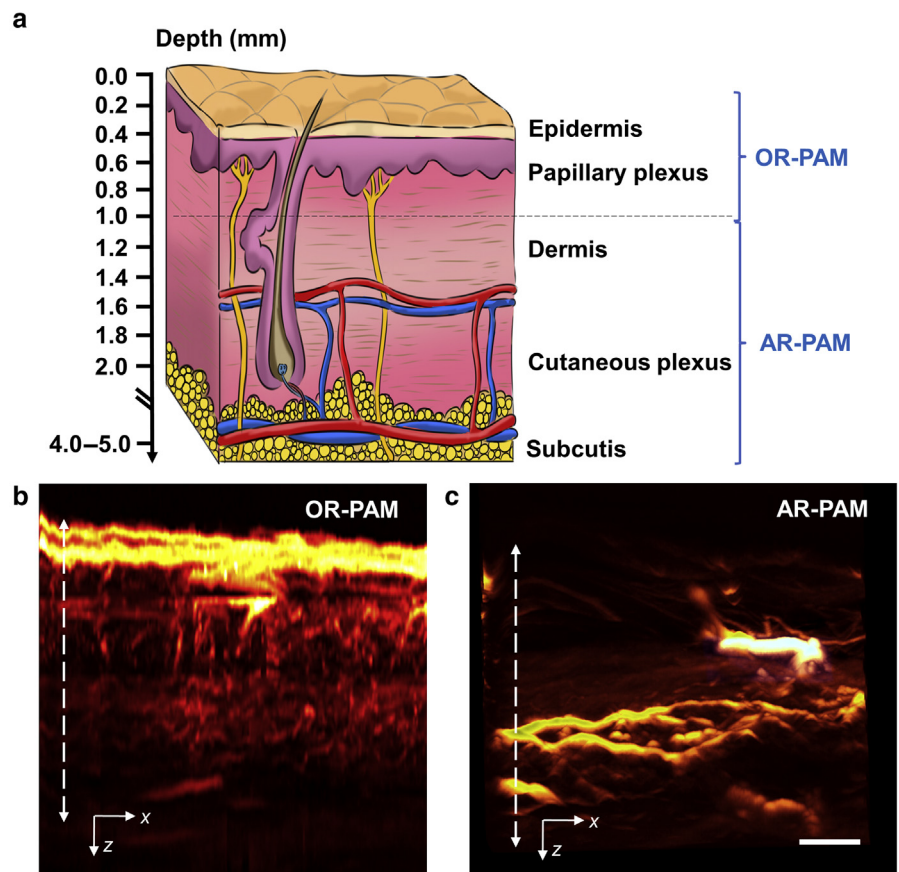 a
Depth (mm)
0.0
0.2
0.4
0.6
0.8
1.0
1.2
1.4
1.6
1.8
2.0
4.0–5.0
Epidermis
Papillary plexus
Dermis
Cutaneous plexus
Subcutis
OR-PAM
AR-PAM
b
OR-PAM
x
z
c
AR-PAM
x
z